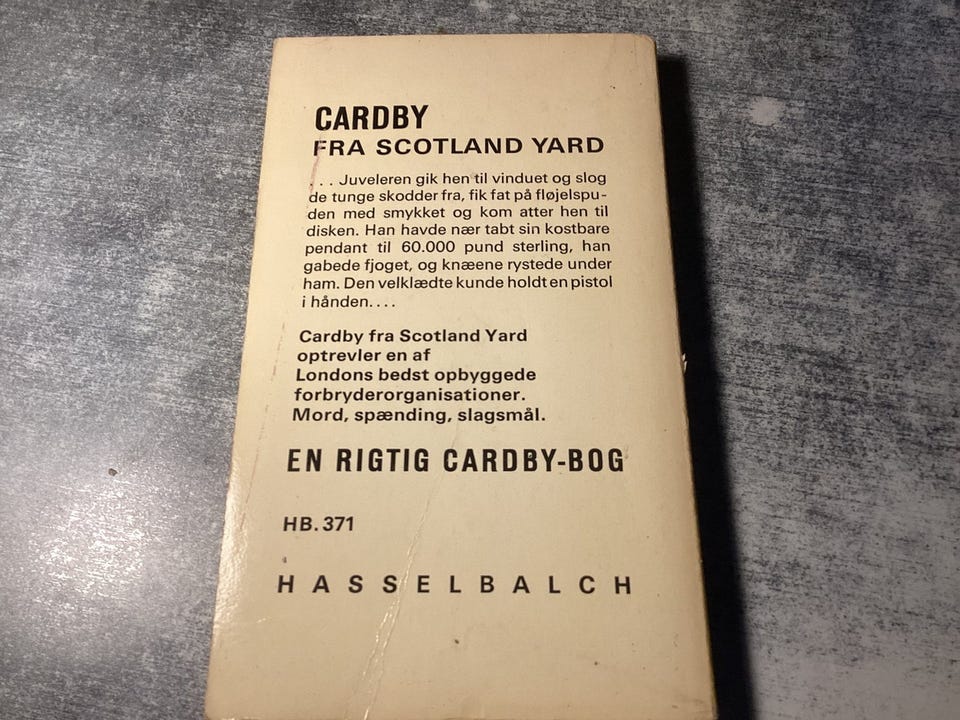 CARDBY
FRA SCOTLAND YARD
. . . Juveleren gik hen til vinduet og slog
de tunge skodder fra, fik fat på fløjelspu-
den med smykket og kom atter hen til
disken. Han havde nær tabt sin kostbare
pendant til 60.000 pund sterling, han
gabede fjoget, og knæene rystede under
ham. Den velklædte kunde holdt en pistol
i hånden. . . .
Cardby fra Scotland Yard
optrevler en af
Londons bedst opbyggede
forbryderorganisationer.
Mord, spænding, slagsmål.
EN RIGTIG CARDBY-BOG
HB. 371
HASSELBALCH